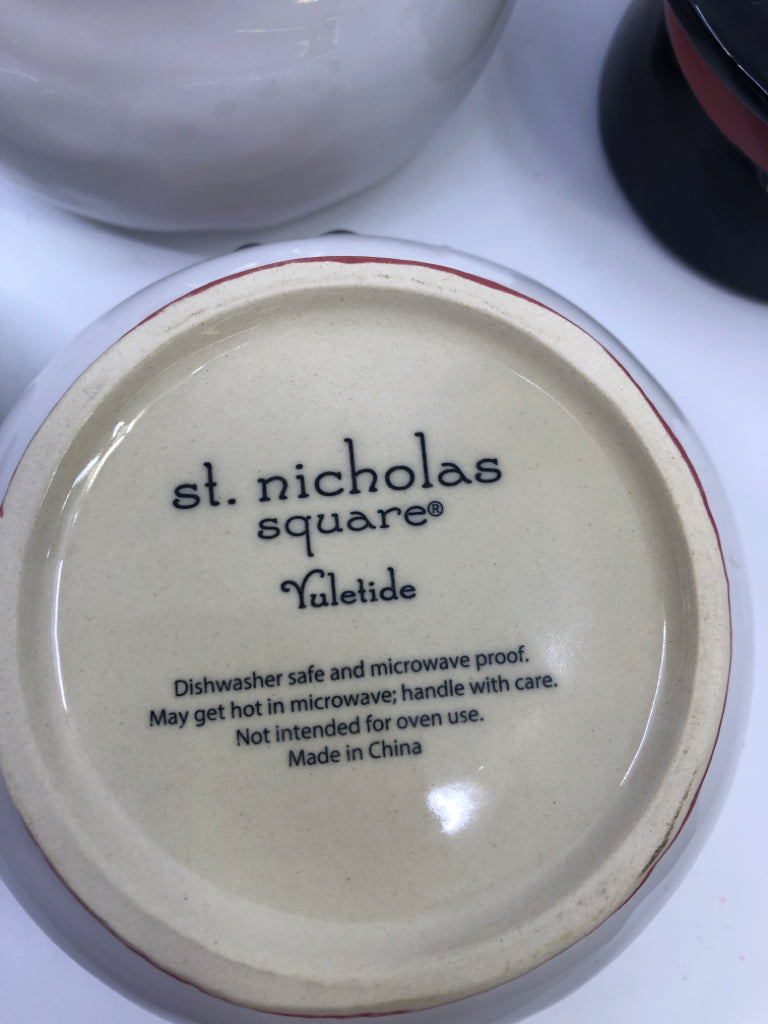 st. nicholas
square®
Yuletide
Dishwasher safe and microwave proof.
May get hot in microwave; handle with care.
Not intended for oven use.
Made in China